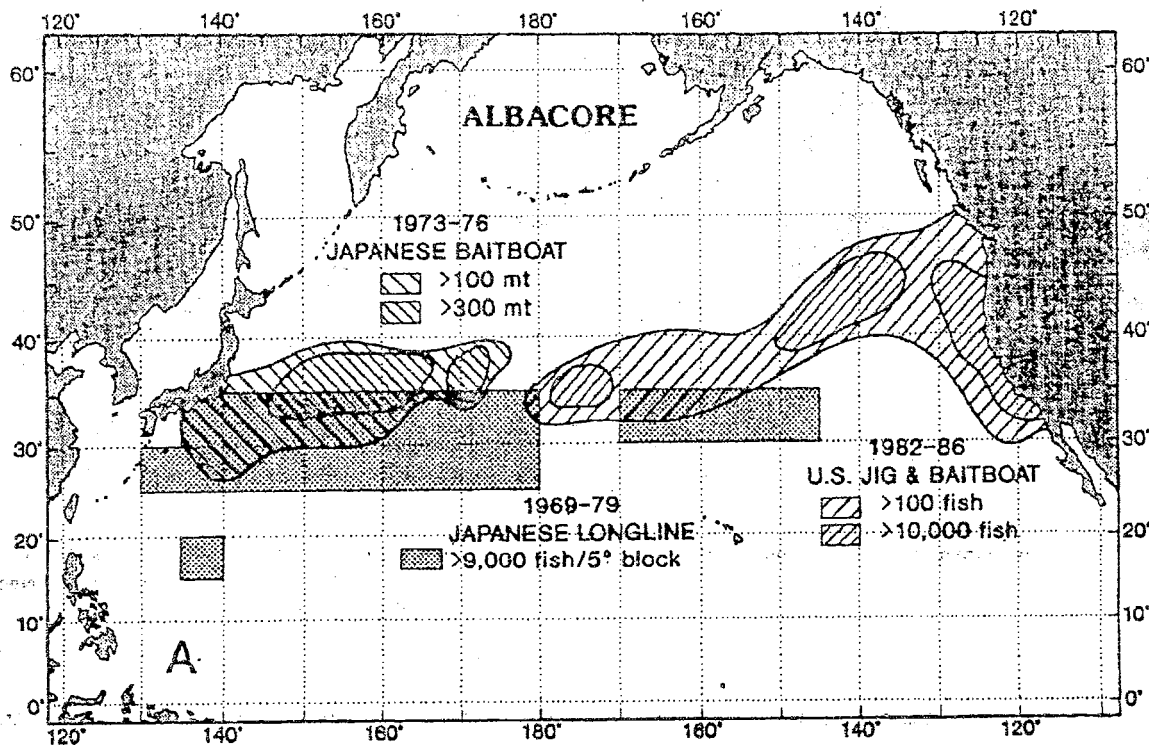 120° 140° 160° 180° 160° 140° 120°
60° 60°
ALBACORE
50° 50°
1973-76
JAPANESE BAITBOAT
>100 mt
>300 mt
40° 40°
30° 30°
1982-86
U.S. JIG & BAITBOAT
>100 fish
>10,000 fish
1969-79
JAPANESE LONGLINE
>9,000 fish/5° block
20° 20°
10° 10°
A
0° 0°
120° 140° 160° 180° 160° 140° 120°